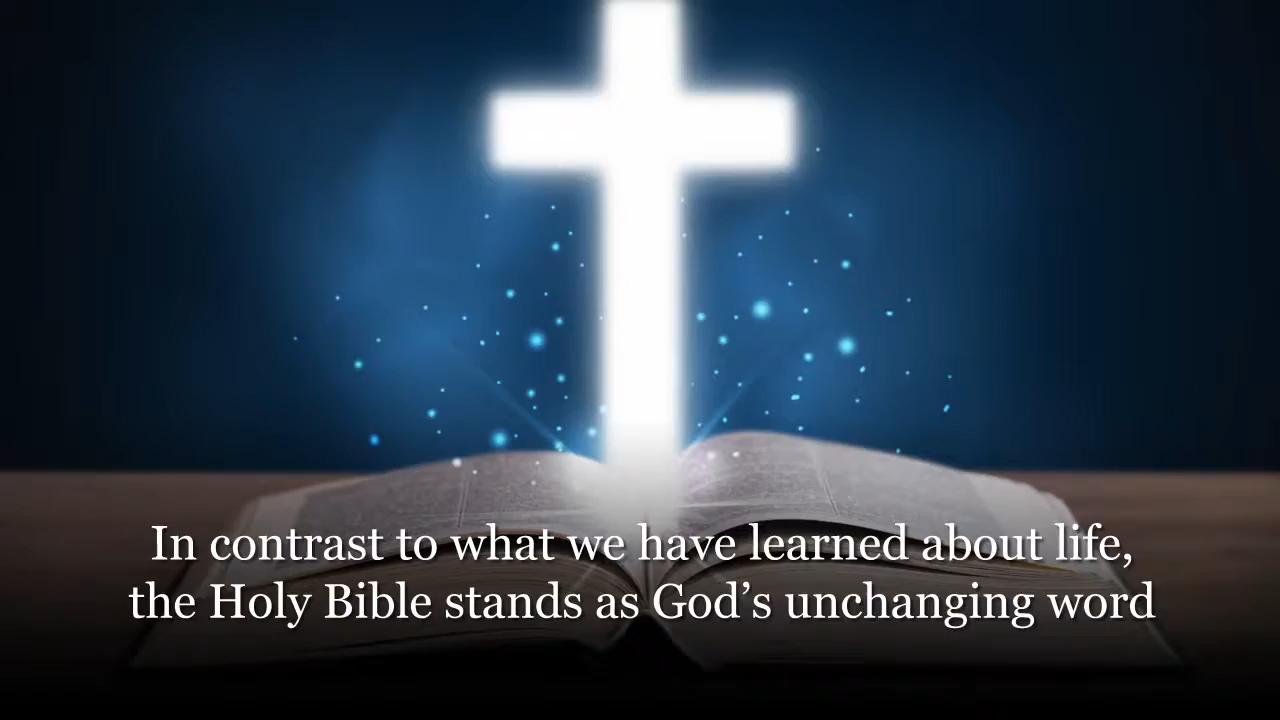 In contrast to what we have learned about life,
the Holy Bible stands as God’s unchanging word